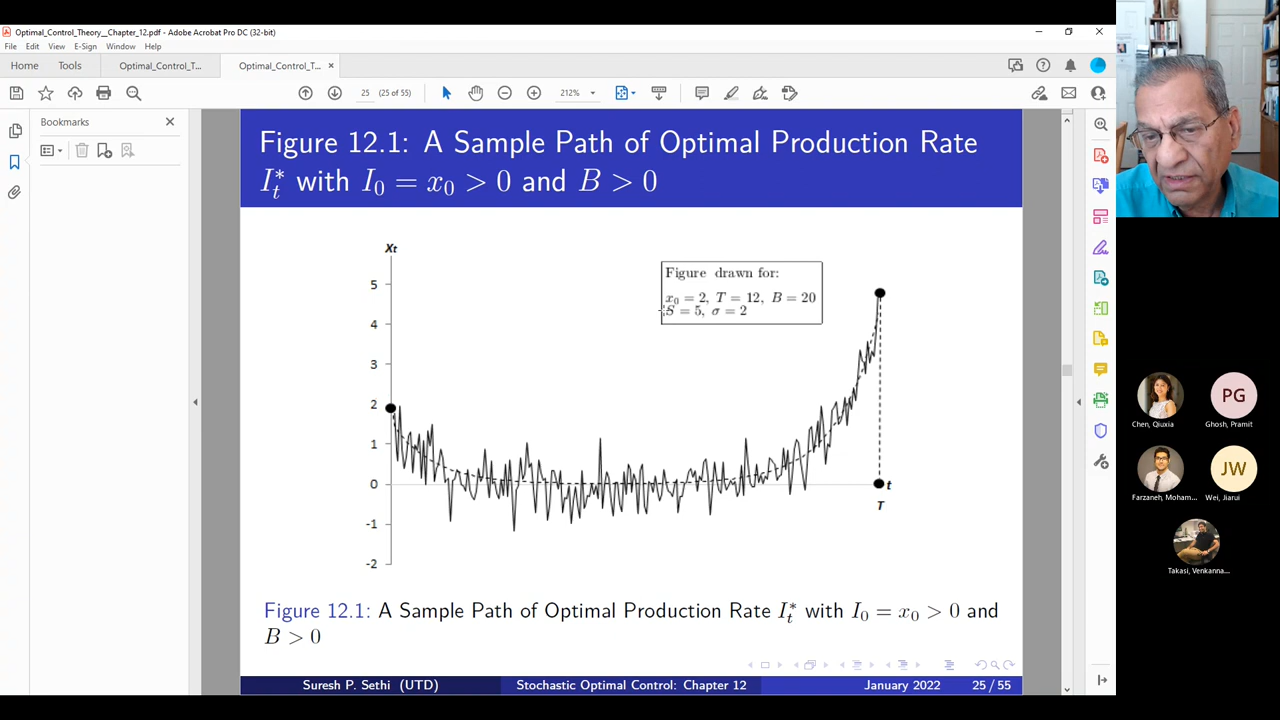 Optimal_Control_Theory__Chapter_12.pdf - Adobe Acrobat Pro DC (32-bit)
File Edit View E-Sign Window Help
Home Tools Optimal_Control_T... Optimal_Control_T... ×
25 (25 of 55) 212%
Bookmarks
Figure 12.1: A Sample Path of Optimal Production Rate
I*t with I0 = x0 > 0 and B > 0
Xt
5
4
3
2
1
0
-1
-2
Figure drawn for:
x0 = 2, T = 12, B = 20
S = 5, σ = 2
t
T
Figure 12.1: A Sample Path of Optimal Production Rate I*t with I0 = x0 > 0 and
B > 0
Suresh P. Sethi (UTD) Stochastic Optimal Control: Chapter 12 January 2022 25 / 55
Chen, Qiuxia
PG
Ghosh, Pramit
Farzaneh, Moham...
JW
Wei, Jiarui
Takasi, Venkanna...